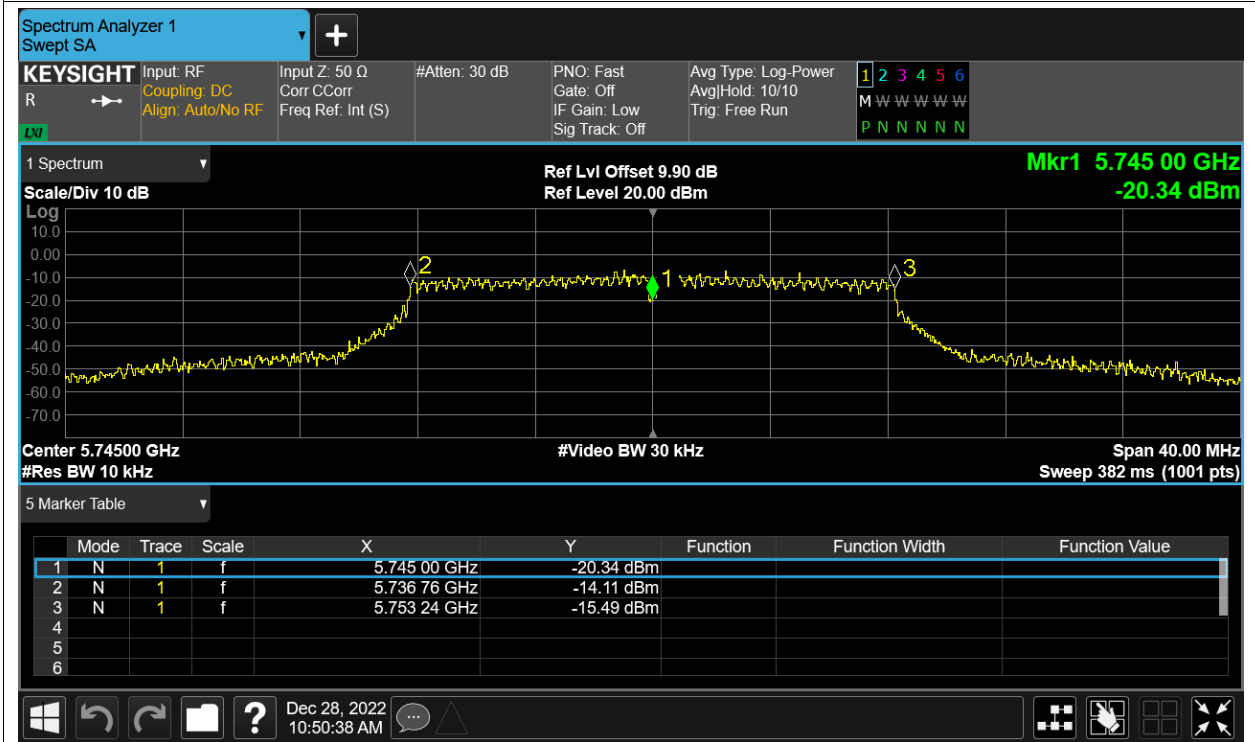 Spectrum Analyzer 1
Swept SA
+
KEYSIGHT Input: RF Input Z: 50 Ω #Atten: 30 dB PNO: Fast Avg Type: Log-Power 1 2 3 4 5 6
R Coupling: DC Corr CCorr Gate: Off Avg|Hold: 10/10 M W W W W W
Align: Auto/No RF Freq Ref: Int (S) IF Gain: Low Trig: Free Run
LXI Sig Track: Off P N N N N N
1 Spectrum Ref Lvl Offset 9.90 dB Mkr1 5.745 00 GHz
Scale/Div 10 dB Ref Level 20.00 dBm -20.34 dBm
Log
10.0
0.00
-10.0
-20.0
-30.0
-40.0
-50.0
-60.0
-70.0
2 1 3
Center 5.74500 GHz #Video BW 30 kHz Span 40.00 MHz
#Res BW 10 kHz Sweep 382 ms (1001 pts)
5 Marker Table
Mode Trace Scale X Y Function Function Width Function Value
1 N 1 f 5.745 00 GHz -20.34 dBm
2 N 1 f 5.736 76 GHz -14.11 dBm
3 N 1 f 5.753 24 GHz -15.49 dBm
4
5
6
? Dec 28, 2022
10:50:38 AM